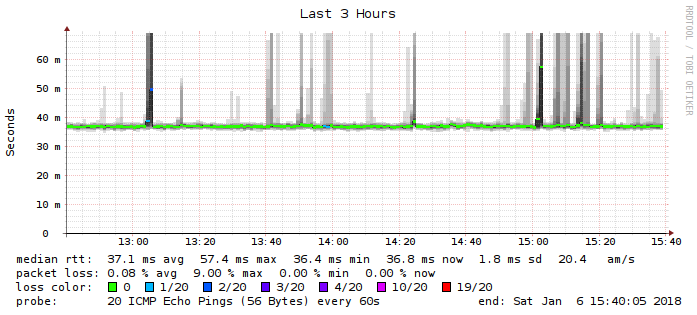 Last 3 Hours
RRDTOOL / TOBI OETIKER
Seconds
60 m
50 m
40 m
30 m
20 m
10 m
0
13:00 13:20 13:40 14:00 14:20 14:40 15:00 15:20 15:40
median rtt: 37.1 ms avg 57.4 ms max 36.4 ms min 36.8 ms now 1.8 ms sd 20.4 am/s
packet loss: 0.08 % avg 9.00 % max 0.00 % min 0.00 % now
loss color: 0 1/20 2/20 3/20 4/20 10/20 19/20
probe: 20 ICMP Echo Pings (56 Bytes) every 60s end: Sat Jan 6 15:40:05 2018